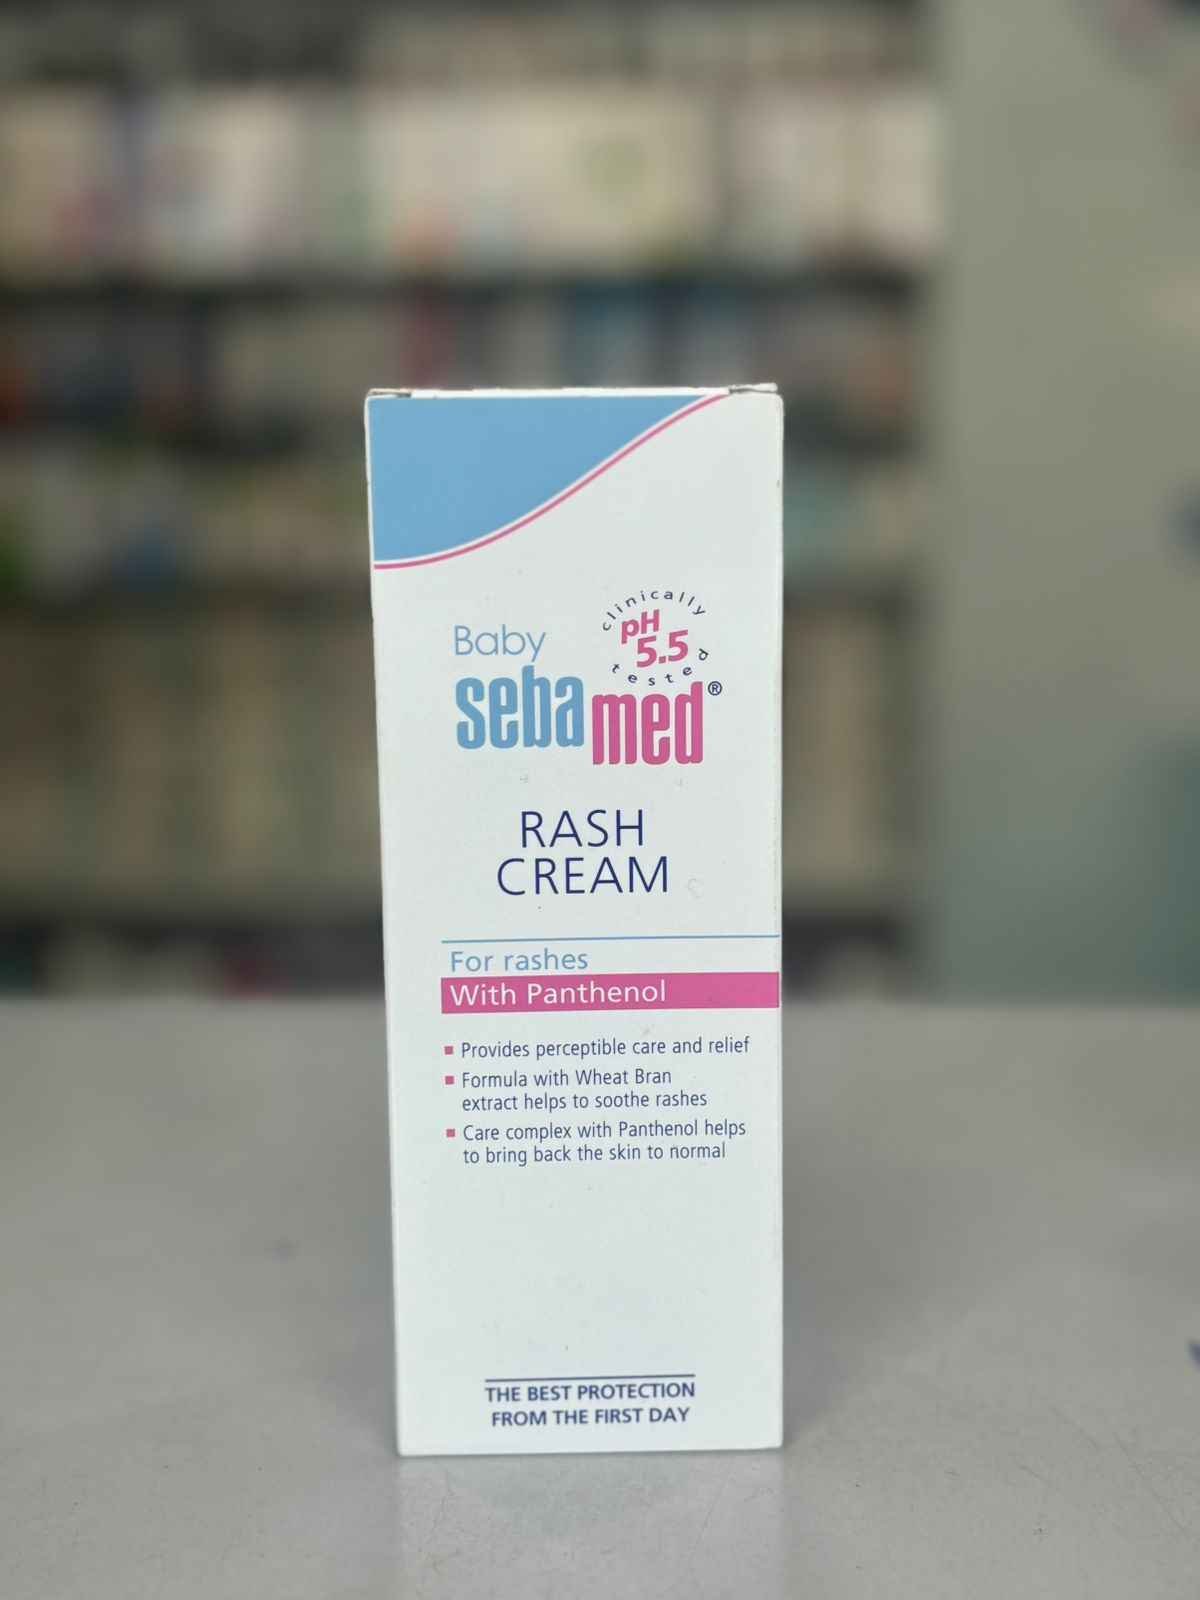 clinically
pH
5.5
tested
Baby
sebamed®
RASH
CREAM
For rashes
With Panthenol
Provides perceptible care and relief
Formula with Wheat Bran
extract helps to soothe rashes
Care complex with Panthenol helps
to bring back the skin to normal
THE BEST PROTECTION
FROM THE FIRST DAY